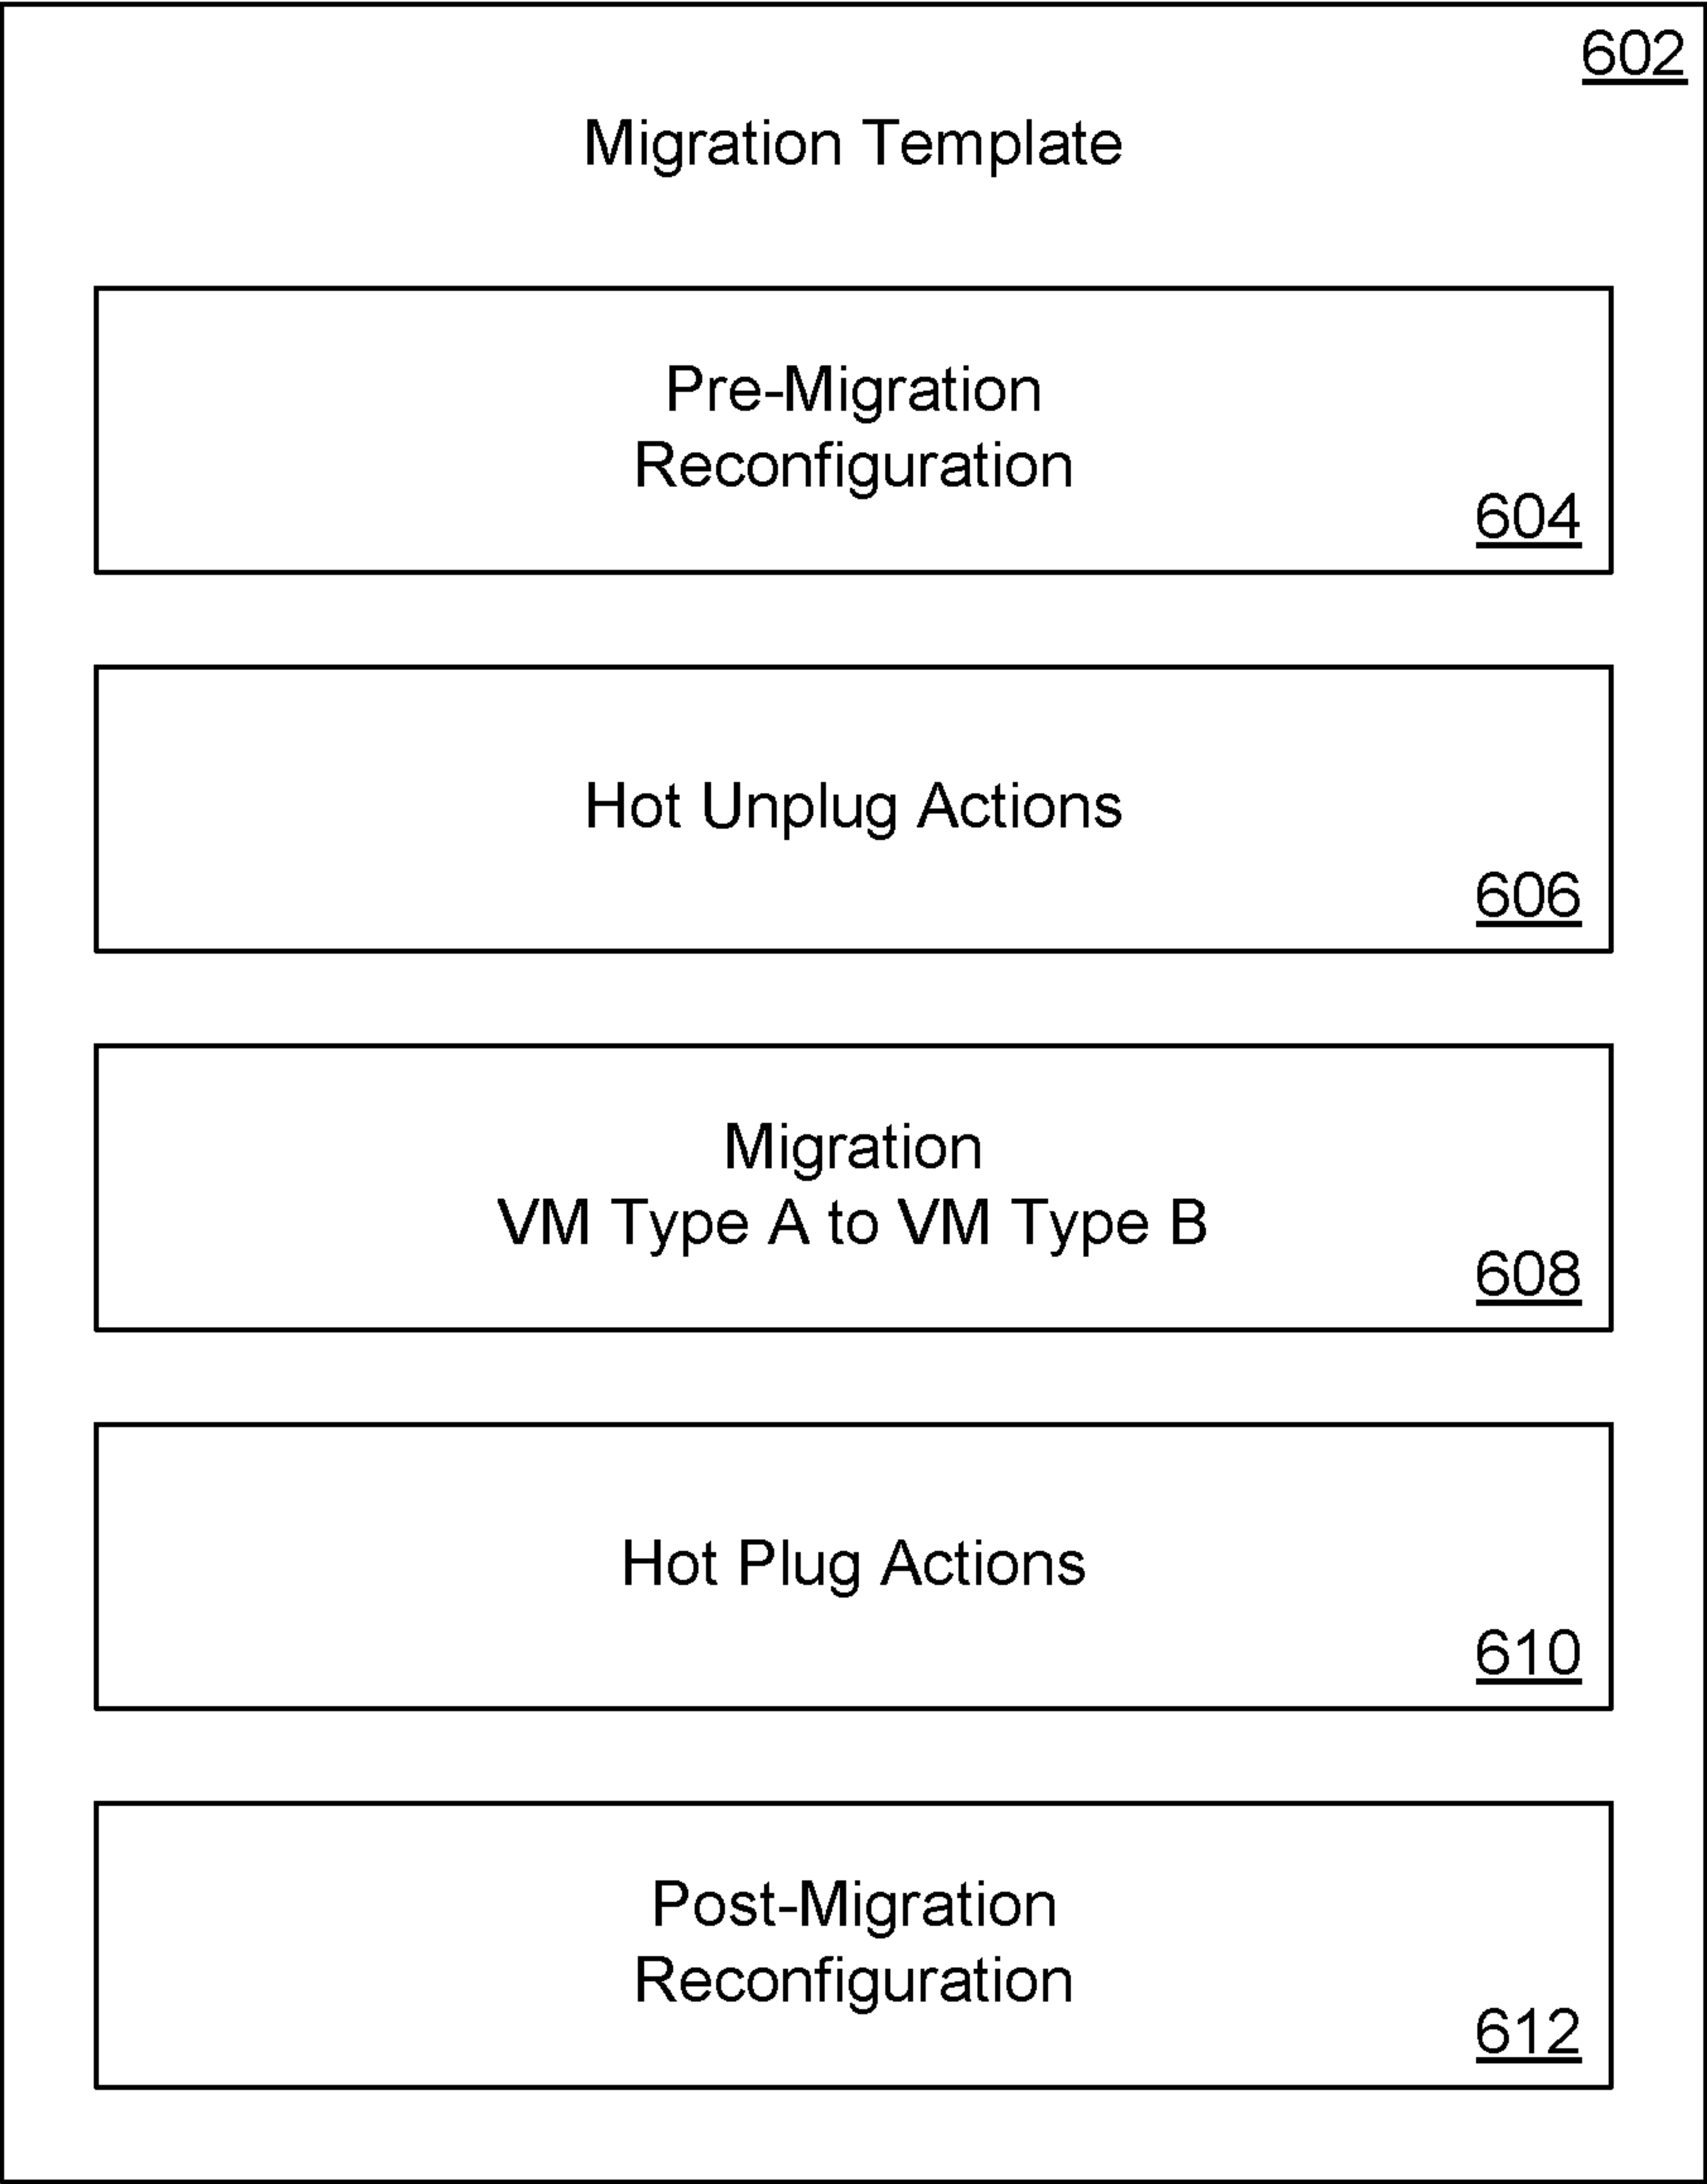 602
Migration Template
Pre-Migration
Reconfiguration
604
Hot Unplug Actions
606
Migration
VM Type A to VM Type B
608
Hot Plug Actions
610
Post-Migration
Reconfiguration
612